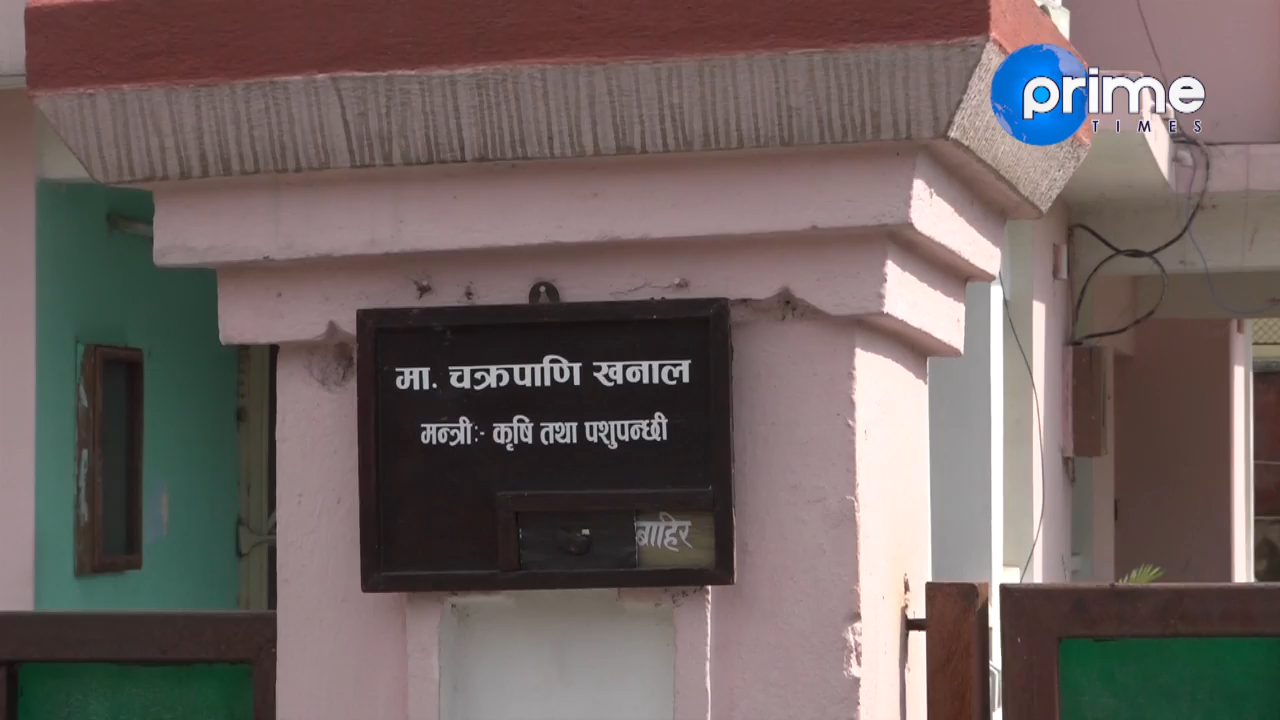 prime
TIMES
मा. चक्रपाणि खनाल
मन्त्रीः- कृषि तथा पशुपन्छी
बाहिर